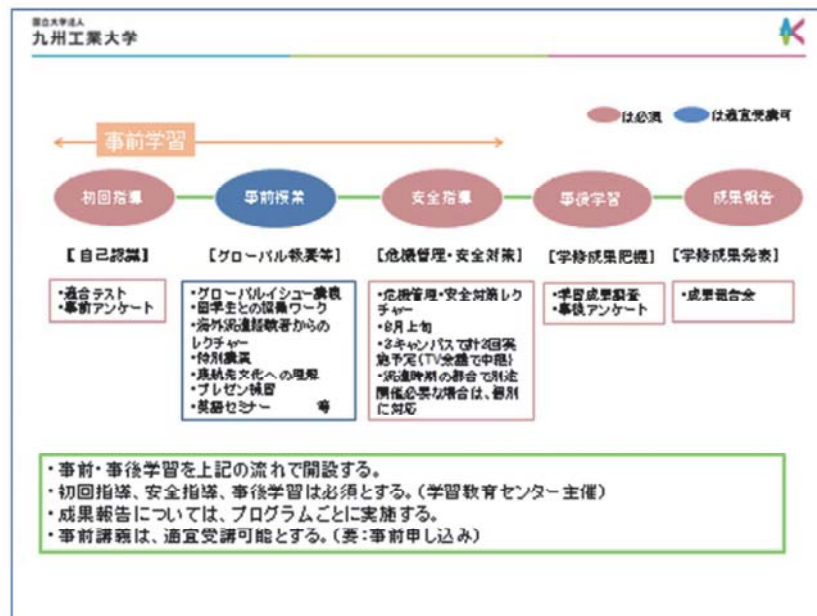 国立大学法人
九州工業大学
は必須
は適宜受講可
事前学習
初回指導
事前授業
安全指導
事後学習
成果報告
【自己認識】
【グローバル教養等】
【危機管理・安全対策】
【学修成果把握】
【学修成果発表】
・適合テスト
・事前アンケート
・グローバルイシュー講義
・留学生との協働ワーク
・海外派遣経験者からの
レクチャー
・特別講演
・派遣先文化への理解
・プレゼン練習
・英語セミナー 等
・危機管理・安全対策レク
チャー
・8月上旬
・3キャンパスで計2回実
施予定(TV会議で中継)
・派遣時期の都合で別途
開催必要な場合は、個別
に対応
・学習成果調査
・事後アンケート
・成果報告会
・事前・事後学習を上記の流れで開設する。
・初回指導、安全指導、事後学習は必須とする。(学習教育センター主催)
・成果報告については、プログラムごとに実施する。
・事前講義は、適宜受講可能とする。(要:事前申し込み)